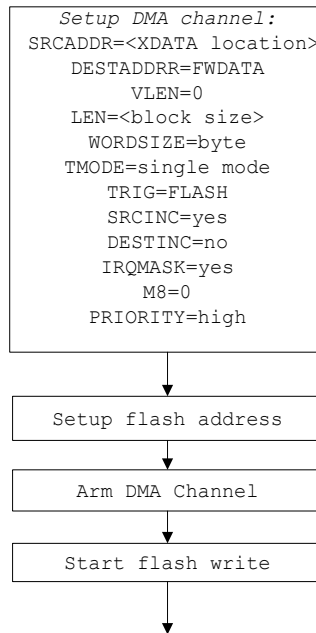 Setup DMA channel:
SRCADDR=<XDATA location>
DESTADDRR=FWDATA
VLEN=0
LEN=<block size>
WORDSIZE=byte
TMODE=single mode
TRIG=FLASH
SRCINC=yes
DESTINC=no
IRQMASK=yes
M8=0
PRIORITY=high
Setup flash address
Arm DMA Channel
Start flash write